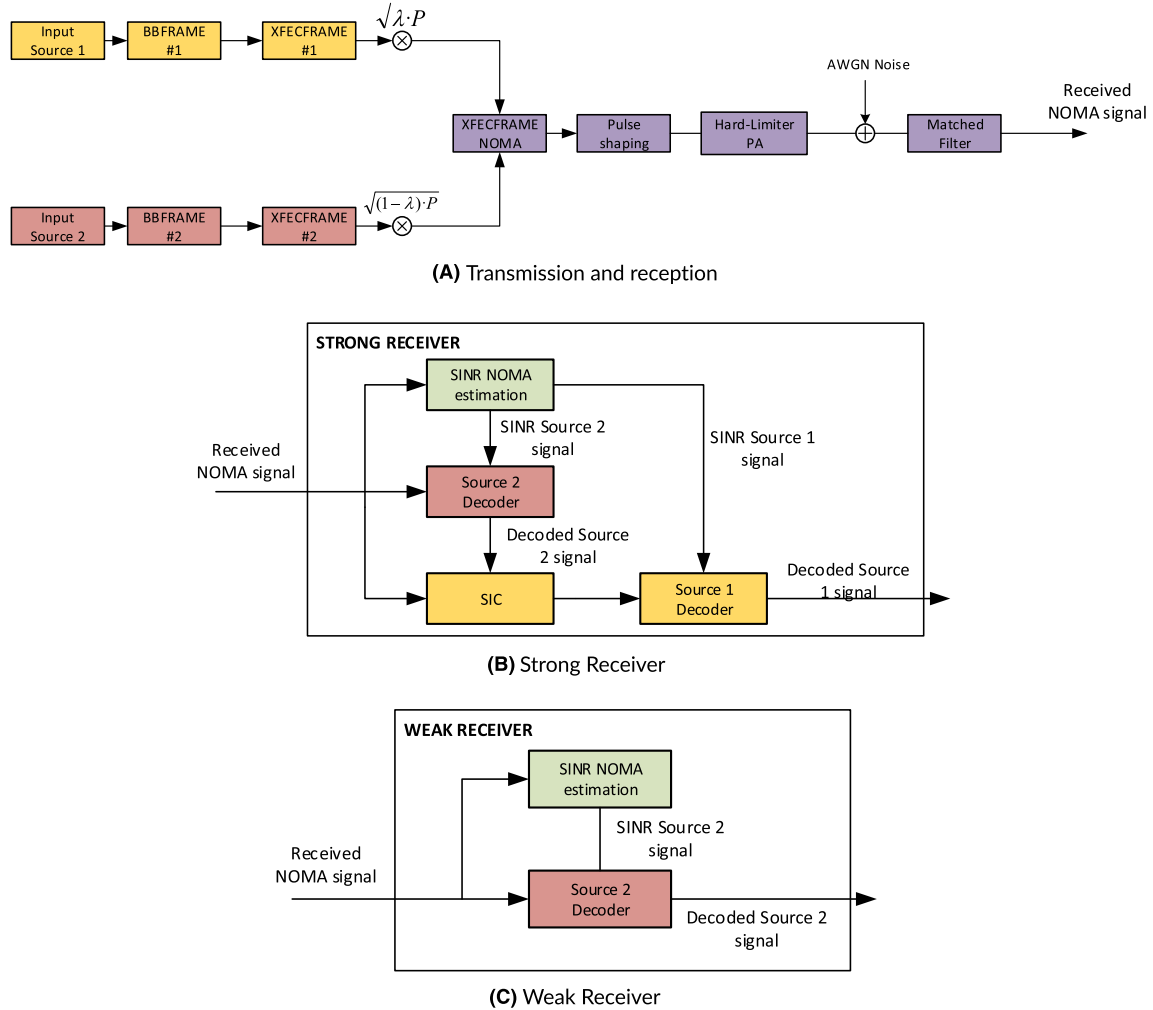 √λ·P
Input
Source 1
BBFRAME
#1
XFECFRAME
#1
AWGN Noise
Received
NOMA signal
XFECFRAME
NOMA
Pulse
shaping
Hard-Limiter
PA
Matched
Filter
√(1−λ)·P
Input
Source 2
BBFRAME
#2
XFECFRAME
#2
(A) Transmission and reception
STRONG RECEIVER
SINR NOMA
estimation
SINR Source 2
signal
SINR Source 1
signal
Received
NOMA signal
Source 2
Decoder
Decoded Source
2 signal
SIC
Source 1
Decoder
Decoded Source
1 signal
(B) Strong Receiver
WEAK RECEIVER
SINR NOMA
estimation
SINR Source 2
signal
Received
NOMA signal
Source 2
Decoder
Decoded Source 2
signal
(C) Weak Receiver